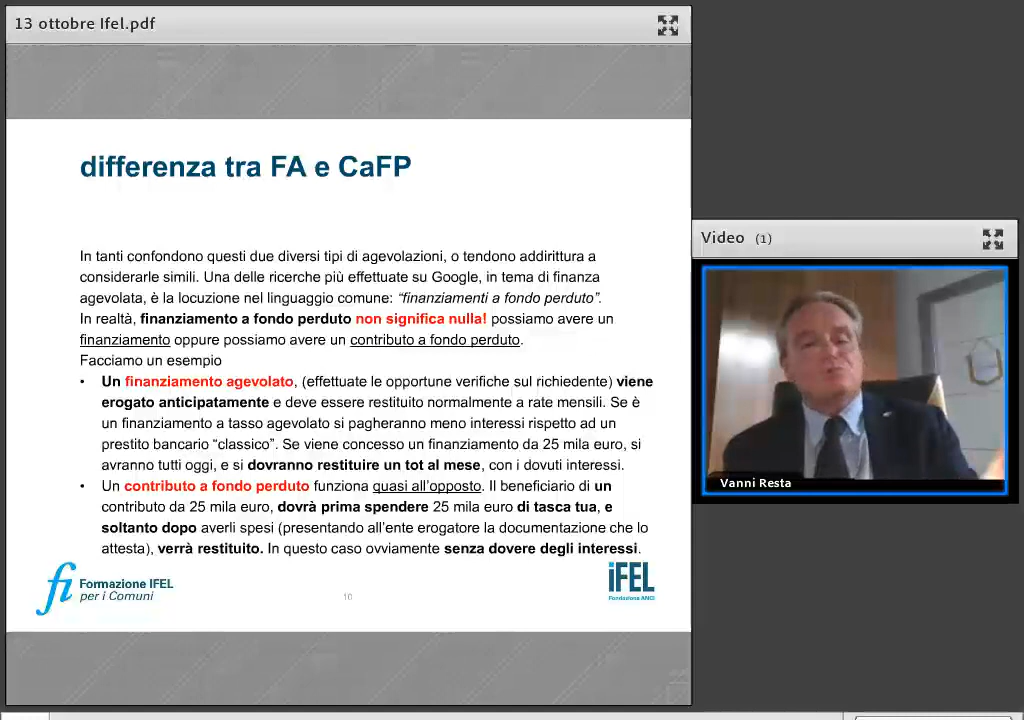 13 ottobre Ifel.pdf
differenza tra FA e CaFP
In tanti confondono questi due diversi tipi di agevolazioni, o tendono addirittura a
considerarle simili. Una delle ricerche più effettuate su Google, in tema di finanza
agevolata, è la locuzione nel linguaggio comune: “finanziamenti a fondo perduto”.
In realtà, finanziamento a fondo perduto non significa nulla! possiamo avere un
finanziamento oppure possiamo avere un contributo a fondo perduto.
Facciamo un esempio
• Un finanziamento agevolato, (effettuate le opportune verifiche sul richiedente) viene
erogato anticipatamente e deve essere restituito normalmente a rate mensili. Se è
un finanziamento a tasso agevolato si pagheranno meno interessi rispetto ad un
prestito bancario “classico”. Se viene concesso un finanziamento da 25 mila euro, si
avranno tutti oggi, e si dovranno restituire un tot al mese, con i dovuti interessi.
• Un contributo a fondo perduto funziona quasi all’opposto. Il beneficiario di un
contributo da 25 mila euro, dovrà prima spendere 25 mila euro di tasca tua, e
soltanto dopo averli spesi (presentando all’ente erogatore la documentazione che lo
attesta), verrà restituito. In questo caso ovviamente senza dovere degli interessi.
fi Formazione IFEL
per i Comuni
10
iFEL
Fondazione ANCI
Video (1)
Vanni Resta